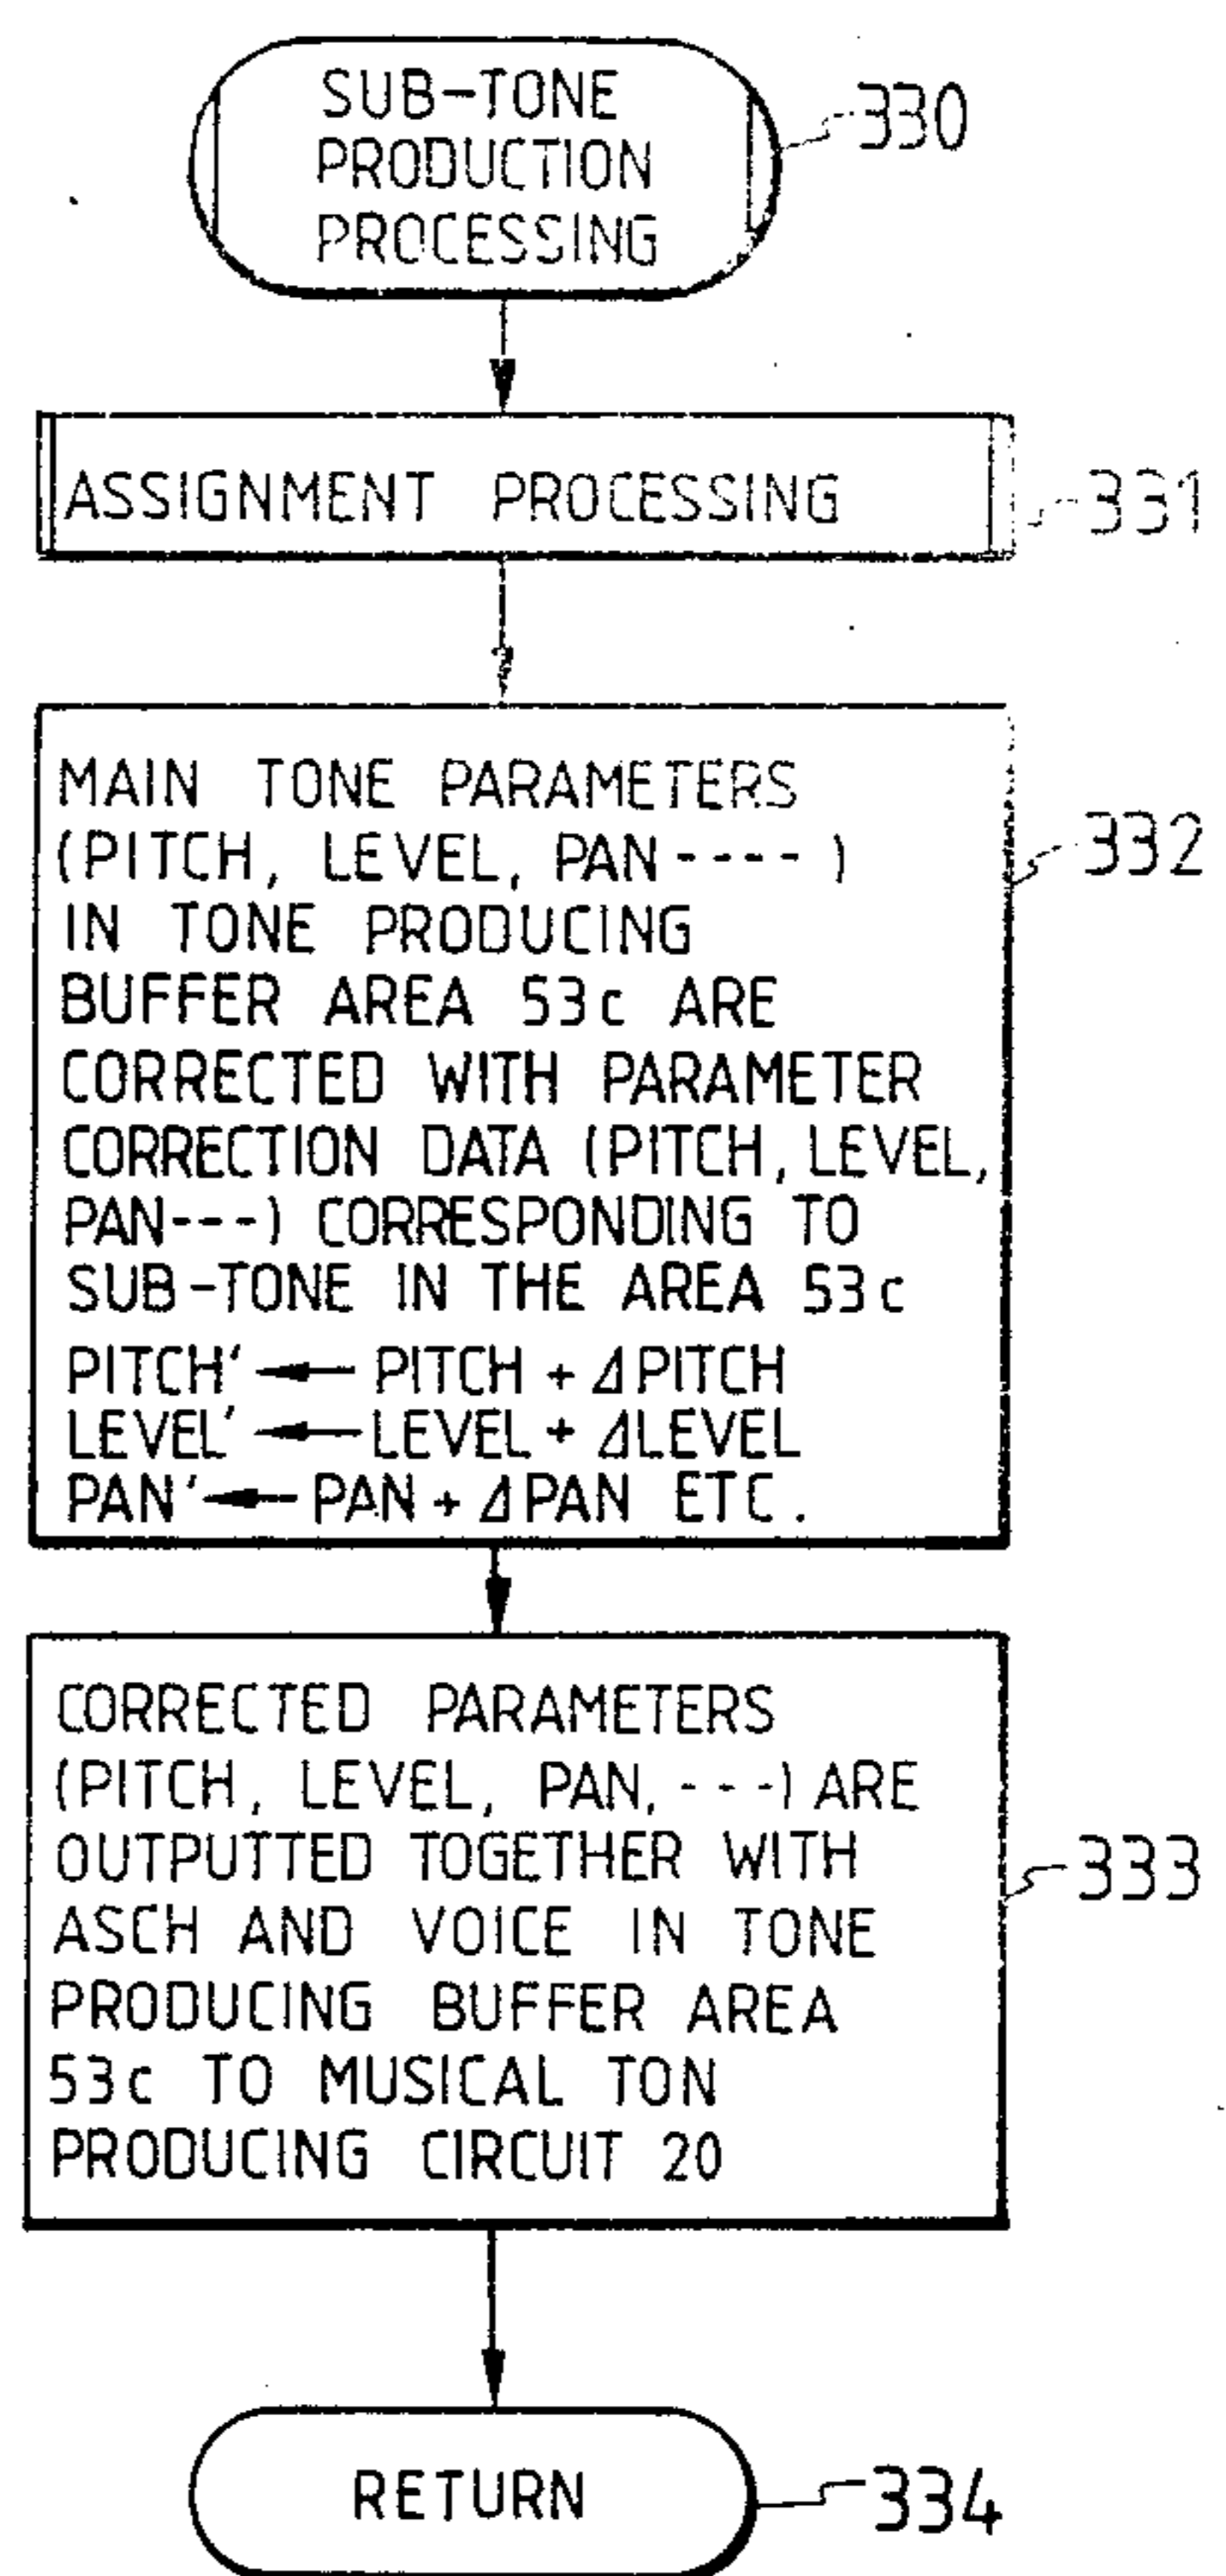 SUB-TONE
PRODUCTION
PROCESSING
330
ASSIGNMENT PROCESSING
331
MAIN TONE PARAMETERS
(PITCH, LEVEL, PAN ---- )
IN TONE PRODUCING
BUFFER AREA 53c ARE
CORRECTED WITH PARAMETER
CORRECTION DATA (PITCH, LEVEL,
PAN---) CORRESPONDING TO
SUB-TONE IN THE AREA 53c
PITCH' ← PITCH + ΔPITCH
LEVEL' ← LEVEL + ΔLEVEL
PAN' ← PAN + ΔPAN ETC.
332
CORRECTED PARAMETERS
(PITCH, LEVEL, PAN, ---) ARE
OUTPUTTED TOGETHER WITH
ASCH AND VOICE IN TONE
PRODUCING BUFFER AREA
53c TO MUSICAL TON
PRODUCING CIRCUIT 20
333
RETURN
334